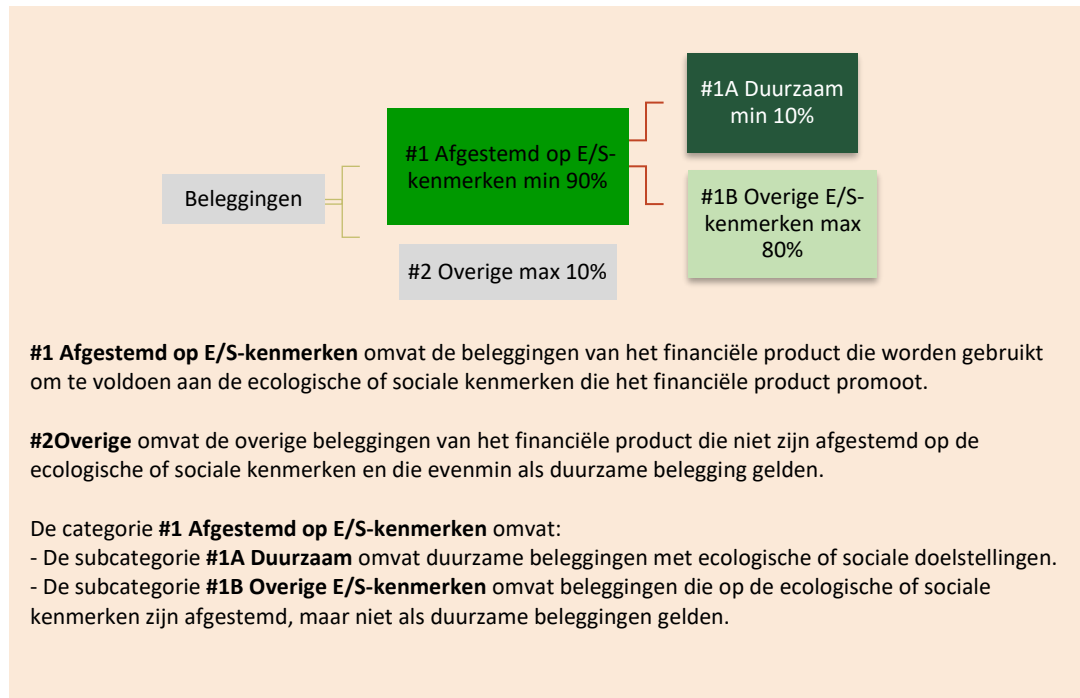 #1A Duurzaam
min 10%
#1 Afgestemd op E/S-
kenmerken min 90%
Beleggingen
#1B Overige E/S-
kenmerken max
80%
#2 Overige max 10%
#1 Afgestemd op E/S-kenmerken omvat de beleggingen van het financiële product die worden gebruikt
om te voldoen aan de ecologische of sociale kenmerken die het financiële product promoot.
#2Overige omvat de overige beleggingen van het financiële product die niet zijn afgestemd op de
ecologische of sociale kenmerken en die evenmin als duurzame belegging gelden.
De categorie #1 Afgestemd op E/S-kenmerken omvat:
- De subcategorie #1A Duurzaam omvat duurzame beleggingen met ecologische of sociale doelstellingen.
- De subcategorie #1B Overige E/S-kenmerken omvat beleggingen die op de ecologische of sociale
kenmerken zijn afgestemd, maar niet als duurzame beleggingen gelden.